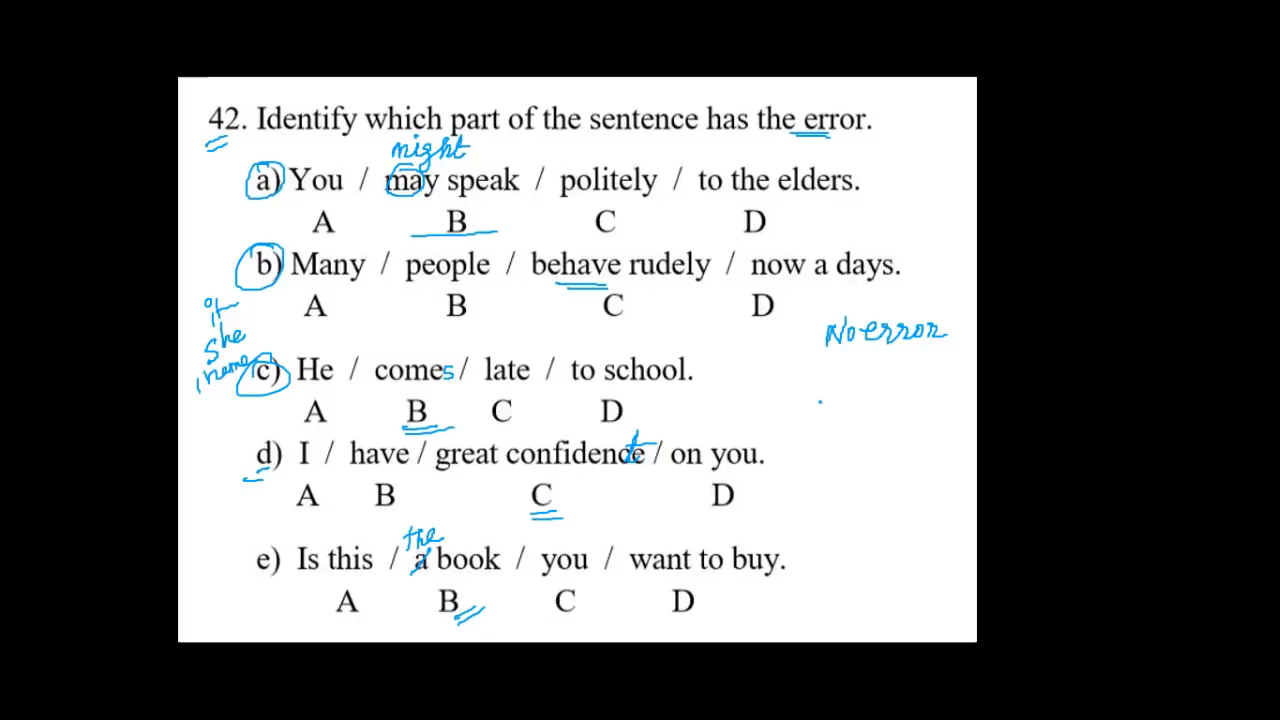 42. Identify which part of the sentence has the error.
might
a) You / may speak / politely / to the elders.
A B C D
b) Many / people / behave rudely / now a days.
A B C D
No error
if
she
name
c) He / comes / late / to school.
A B C D
d) I / have / great confidence / on you.
t
A B C D
the
e) Is this / a book / you / want to buy.
A B C D